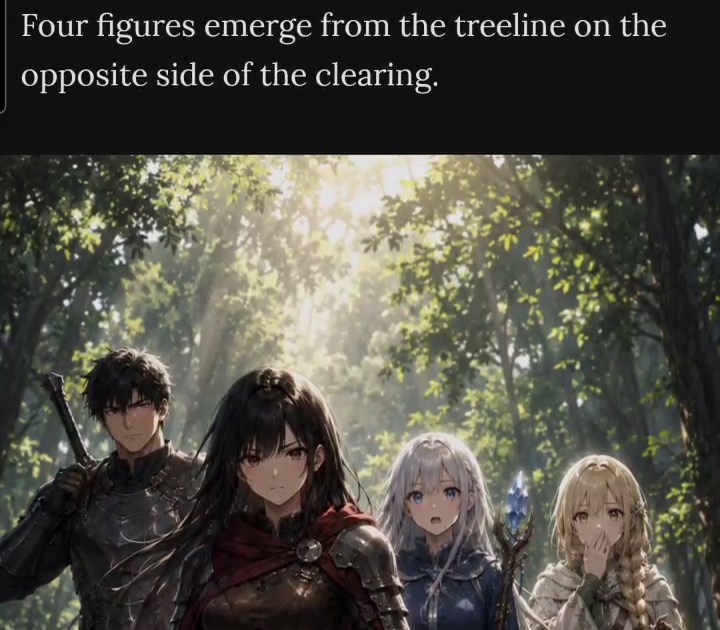 Four figures emerge from the treeline on the
opposite side of the clearing.